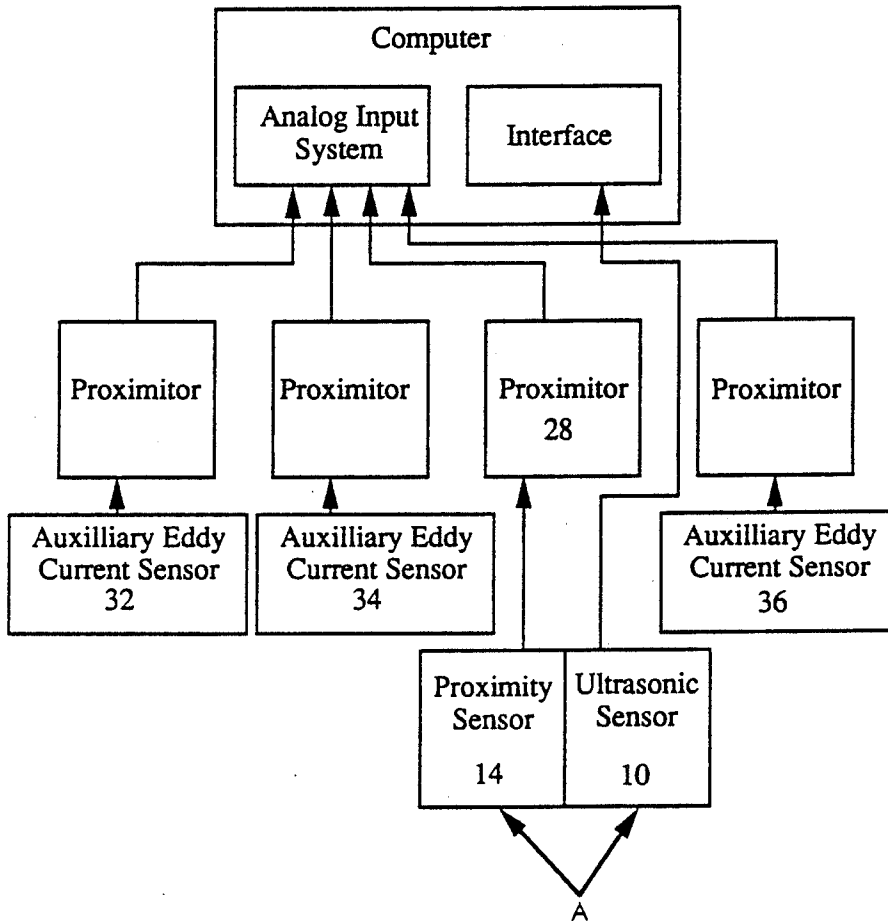 Computer
Analog Input
System
Interface
Proximitor
Proximitor
Proximitor
28
Proximitor
Auxilliary Eddy
Current Sensor
32
Auxilliary Eddy
Current Sensor
34
Auxilliary Eddy
Current Sensor
36
Proximity
Sensor
14
Ultrasonic
Sensor
10
A